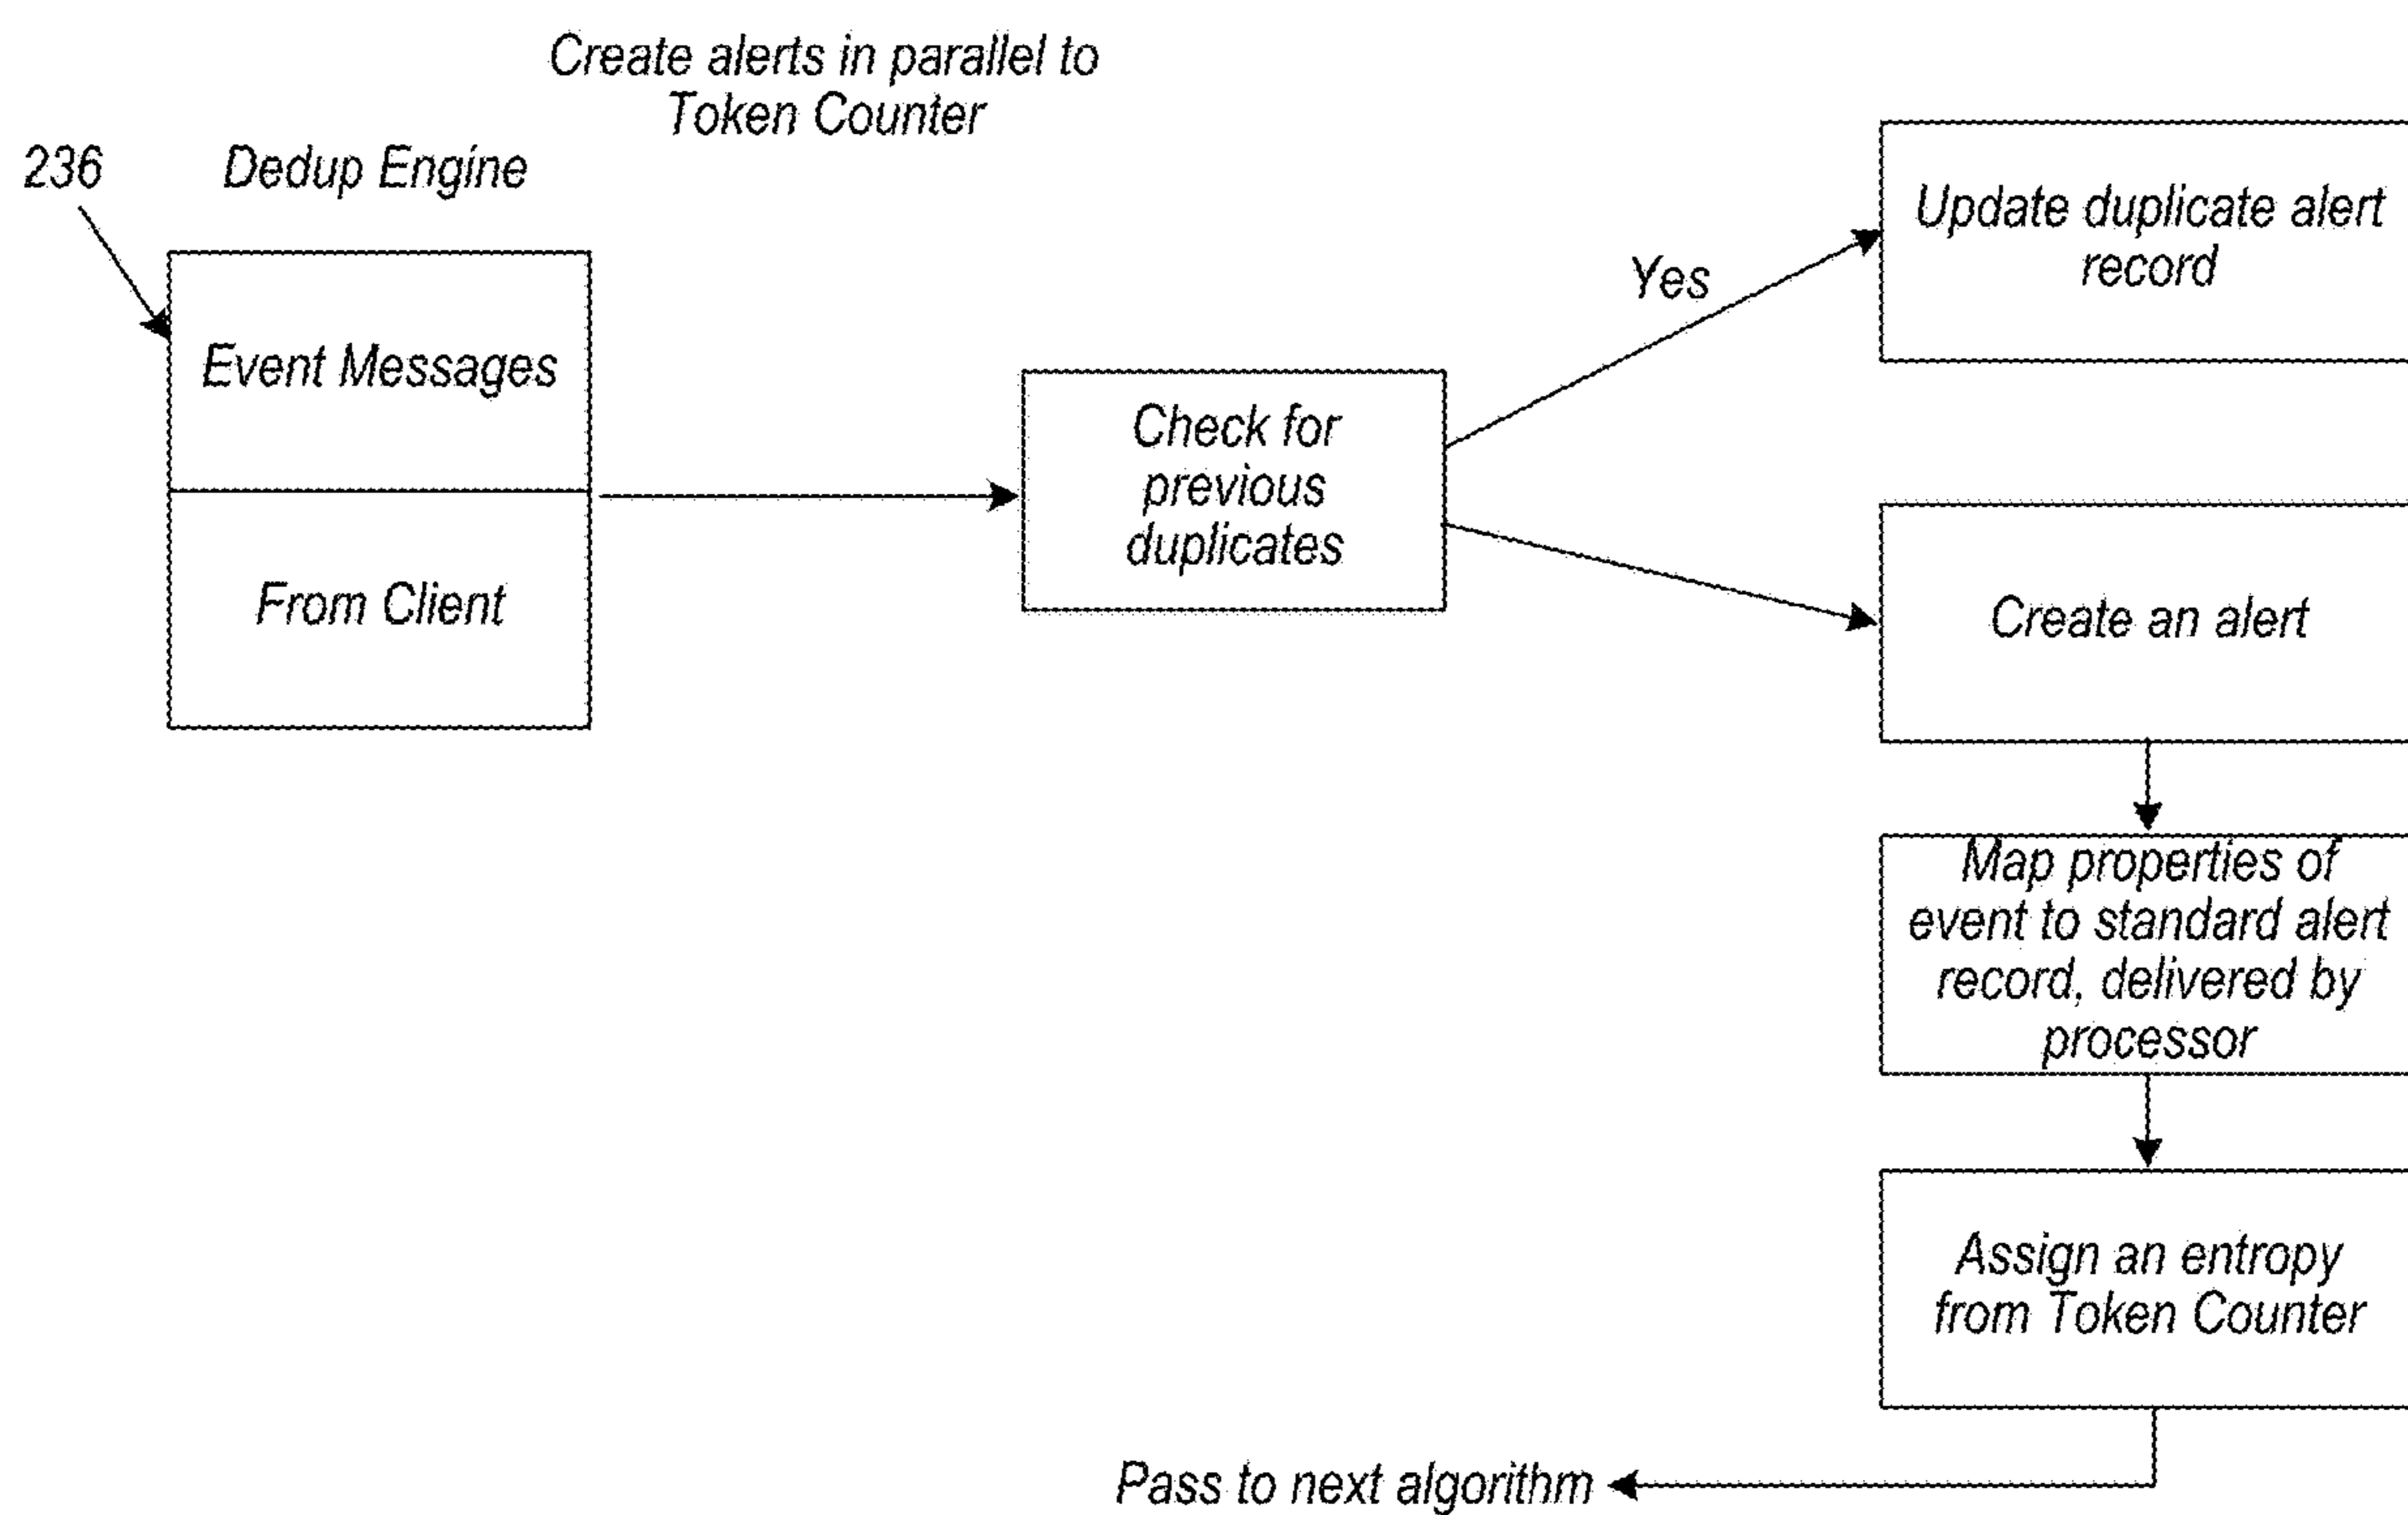 Create alerts in parallel to
Token Counter
236
Dedup Engine
Event Messages
From Client
Check for
previous
duplicates
Yes
Update duplicate alert
record
Create an alert
Map properties of
event to standard alert
record, delivered by
processor
Assign an entropy
from Token Counter
Pass to next algorithm